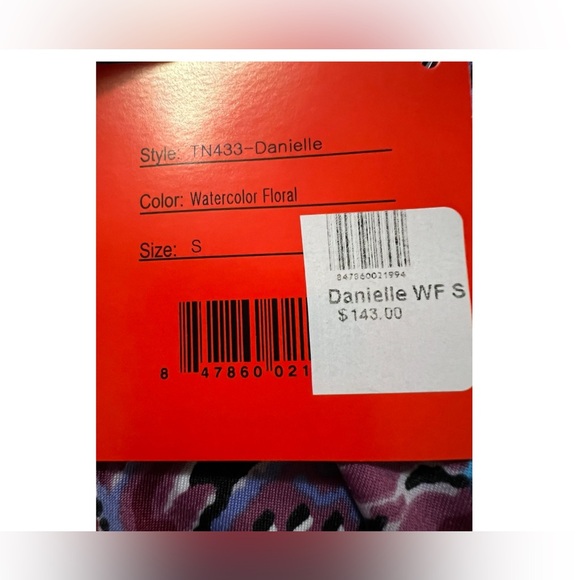 Style: TN433-Danielle
Color: Watercolor Floral
Size: S
847860021994
Danielle WF S
$143.00
8 47860 021